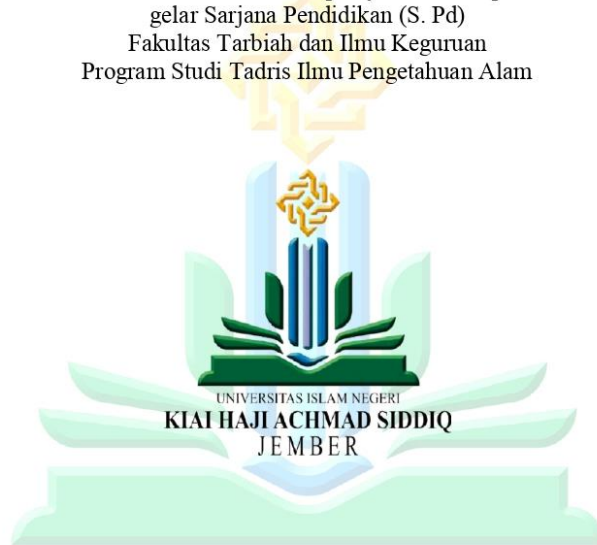 gelar Sarjana Pendidikan (S. Pd)
Fakultas Tarbiah dan Ilmu Keguruan
Program Studi Tadris Ilmu Pengetahuan Alam
UNIVERSITAS ISLAM NEGERI
KIAI HAJI ACHMAD SIDDIQ
JEMBER